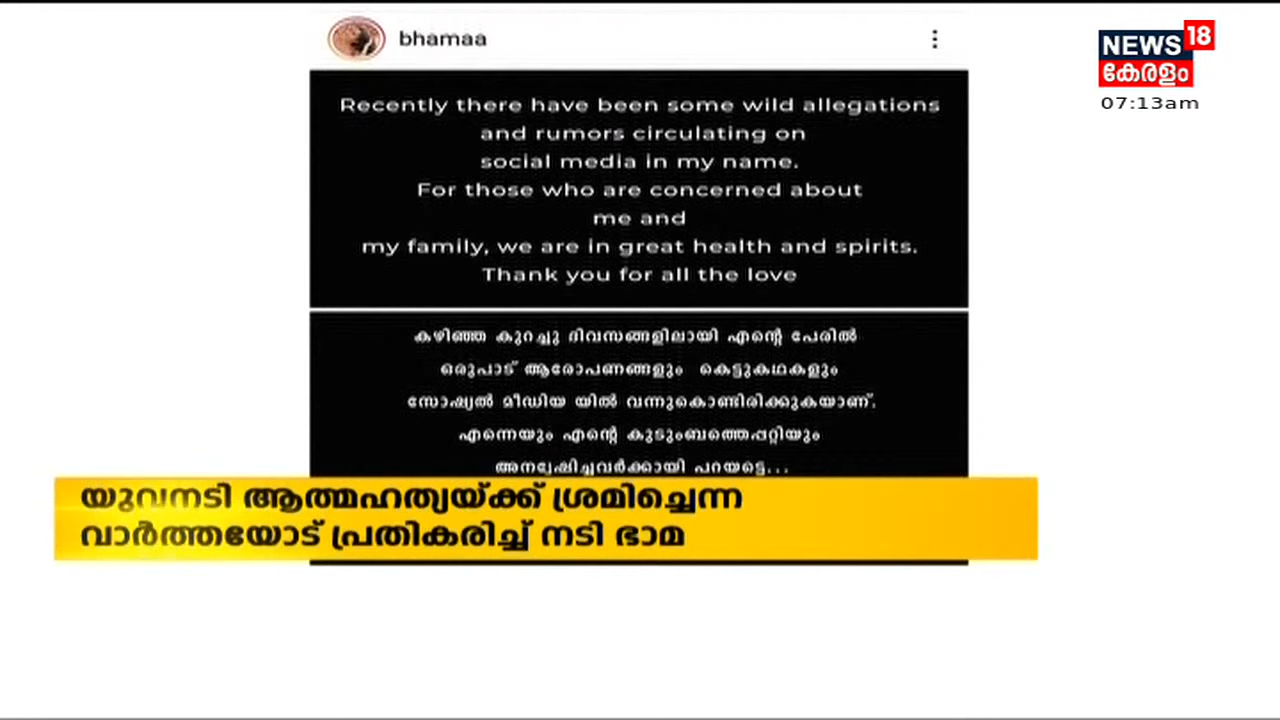 bhamaa
NEWS 18
കേരളം
07:13am
Recently there have been some wild allegations
and rumors circulating on
social media in my name.
For those who are concerned about
me and
my family, we are in great health and spirits.
Thank you for all the love
കഴിഞ്ഞ കുറച്ചു ദിവസങ്ങളിലായി എന്റെ പേരിൽ
ഒരുപാട് ആരോപണങ്ങളും കെട്ടുകഥകളും
സോഷ്യൽ മീഡിയ യിൽ വന്നുകൊണ്ടിരിക്കുകയാണ്.
എന്നെയും എന്റെ കുടുംബത്തെപ്പറ്റിയും
അന്വേഷിച്ചവർക്കായി പറയട്ടെ...
യുവനടി ആത്മഹത്യയ്ക്ക് ശ്രമിച്ചെന്ന
വാർത്തയോട് പ്രതികരിച്ച് നടി ഭാമ